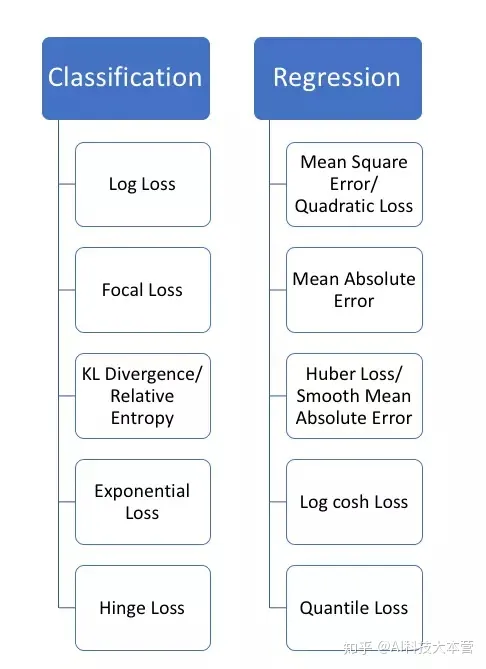 Classification
Log Loss
Focal Loss
KL Divergence/
Relative
Entropy
Exponential
Loss
Hinge Loss
Regression
Mean Square
Error/
Quadratic Loss
Mean Absolute
Error
Huber Loss/
Smooth Mean
Absolute Error
Log cosh Loss
Quantile Loss
知乎 @AI科技大本营